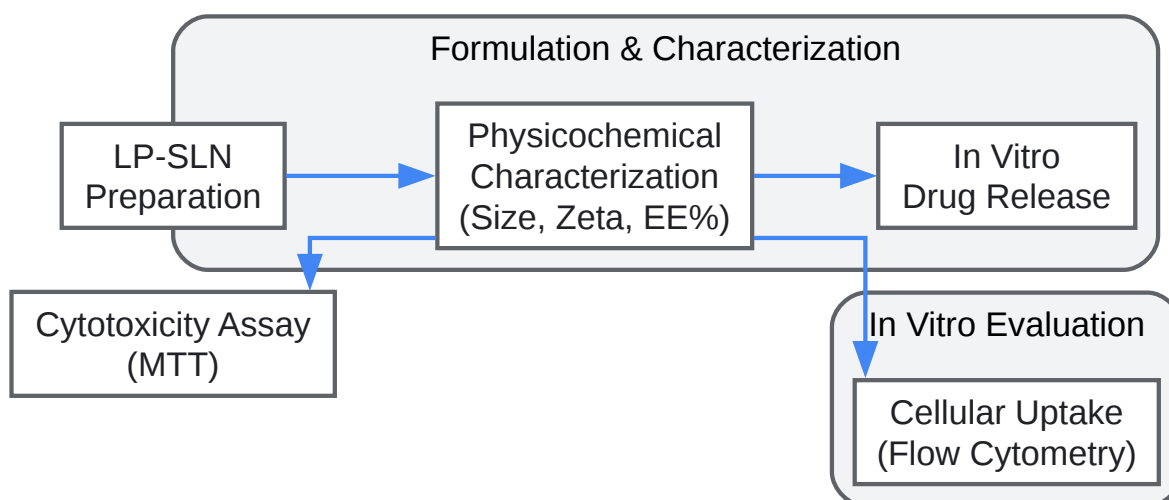 Formulation & Characterization
LP-SLN
Preparation
Physicochemical
Characterization
(Size, Zeta, EE%)
In Vitro
Drug Release
Cytotoxicity Assay
(MTT)
In Vitro Evaluation
Cellular Uptake
(Flow Cytometry)